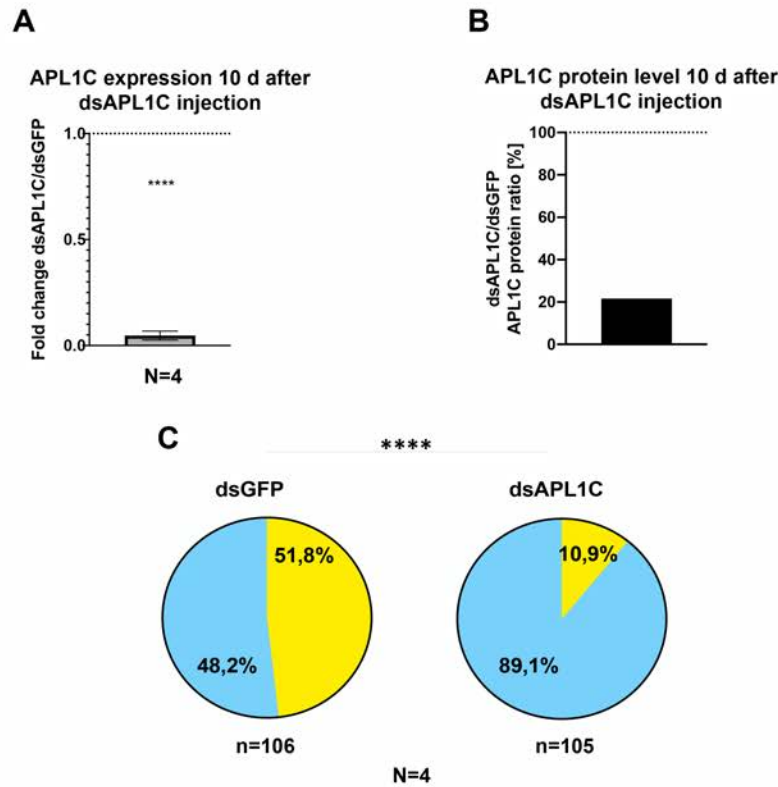 A
APL1C expression 10 d after
dsAPL1C injection
Fold change dsAPL1C/dsGFP
1.0
0.5
0.0
****
N=4
B
APL1C protein level 10 d after
dsAPL1C injection
dsAPL1C/dsGFP
APL1C protein ratio [%]
100
80
60
40
20
0
C
****
dsGFP
dsAPL1C
51,8%
48,2%
10,9%
89,1%
n=106
n=105
N=4